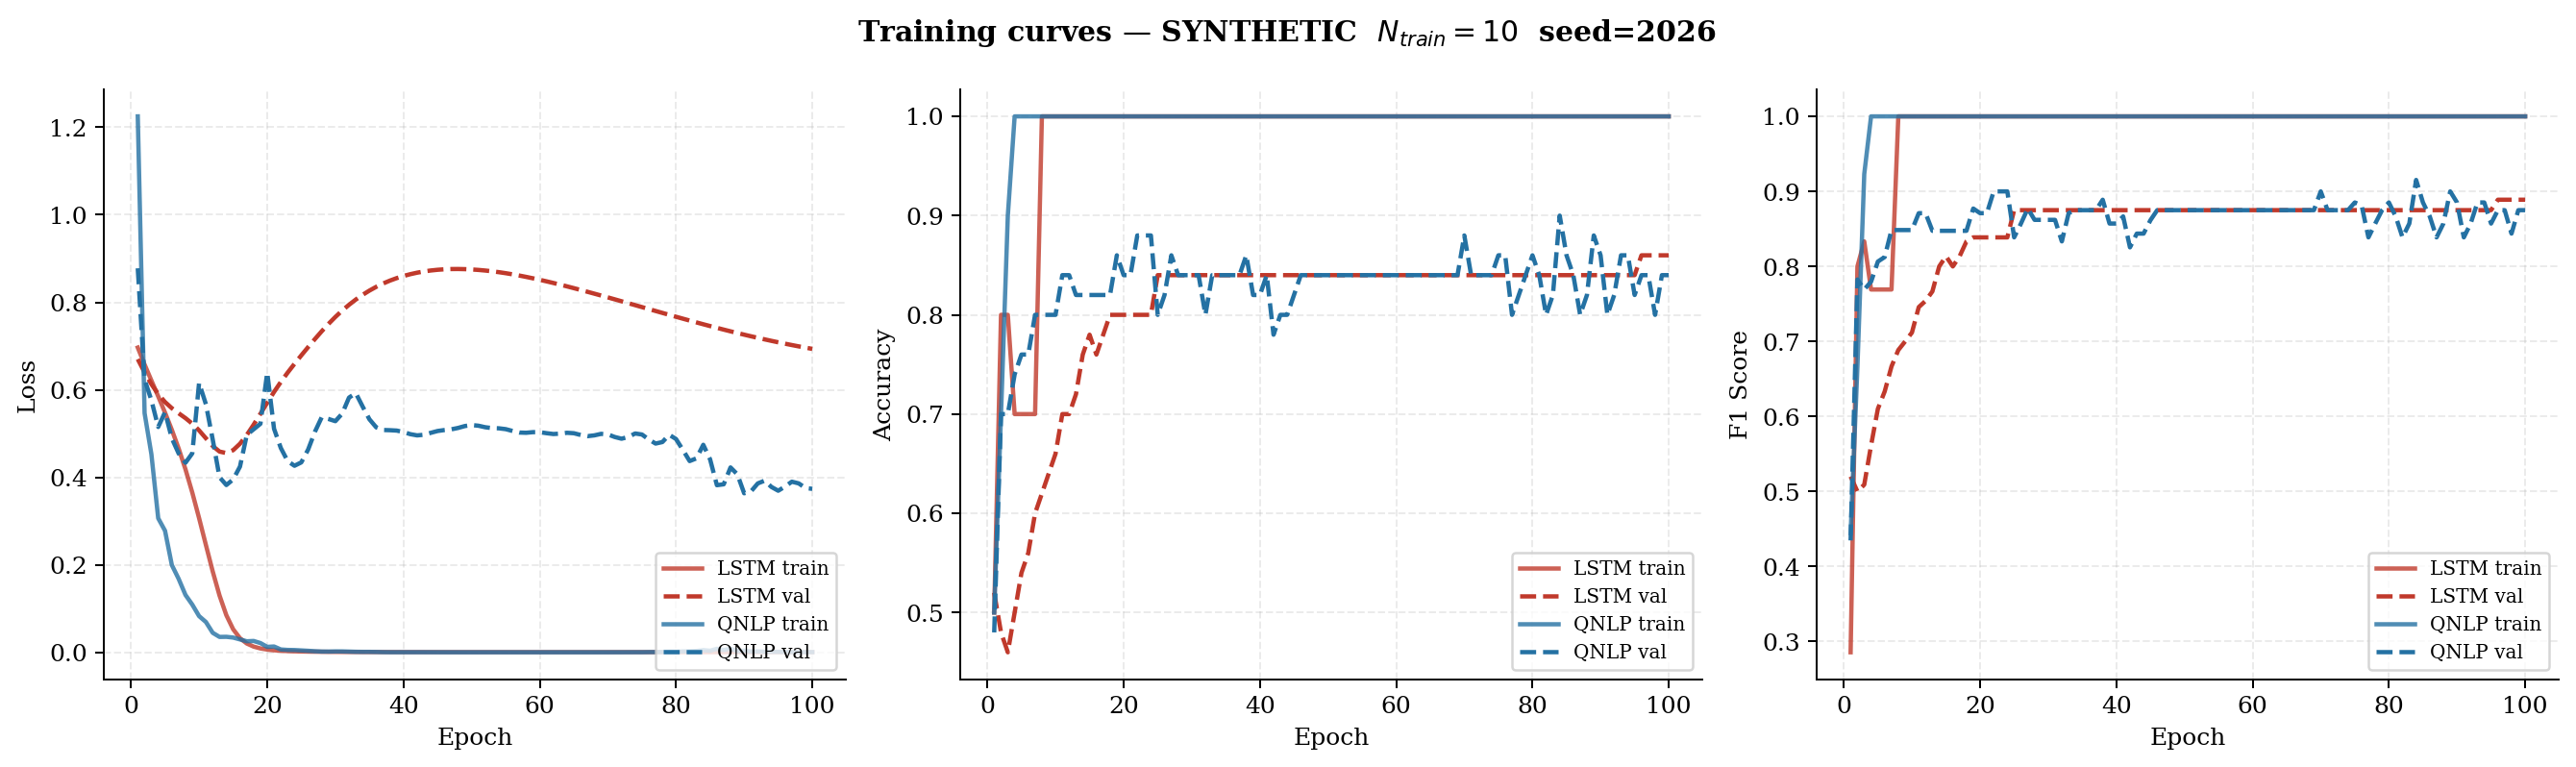 Training curves — SYNTHETIC N_train = 10 seed=2026
Loss
1.2
1.0
0.8
0.6
0.4
0.2
0.0
0 20 40 60 80 100
Epoch
LSTM train
LSTM val
QNLP train
QNLP val
Accuracy
1.0
0.9
0.8
0.7
0.6
0.5
0 20 40 60 80 100
Epoch
LSTM train
LSTM val
QNLP train
QNLP val
F1 Score
1.0
0.9
0.8
0.7
0.6
0.5
0.4
0.3
0 20 40 60 80 100
Epoch
LSTM train
LSTM val
QNLP train
QNLP val